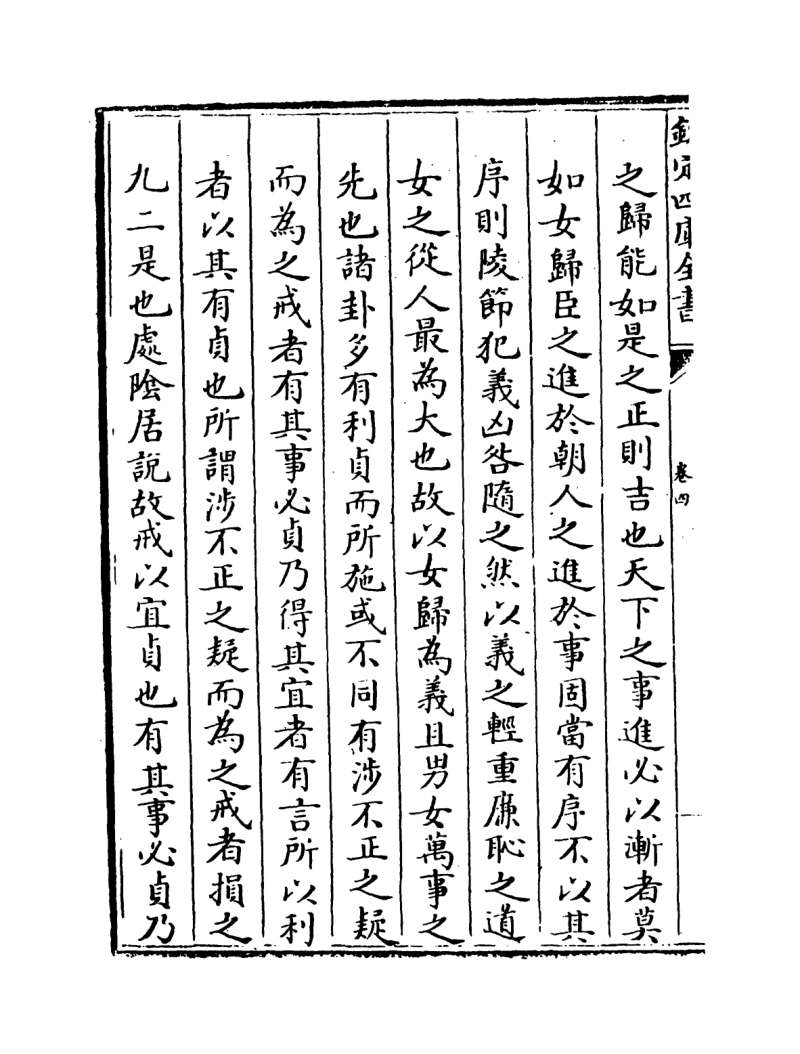 欽定四庫全書
卷四
之歸能如是之正則吉也天下之事進必以漸者莫
如女歸臣之進於朝人之進於事固當有序不以其
序則陵節犯義凶咎隨之然以義之輕重廉恥之道
女之從人最為大也故以女歸為義且男女萬事之
先也諸卦多有利貞而所施或不同有涉不正之疑
而為之戒者有其事必貞乃得其宜者有言所以利
者以其有貞也所謂涉不正之疑而為之戒者損之
九二是也處陰居說故戒以宜貞也有其事必貞乃